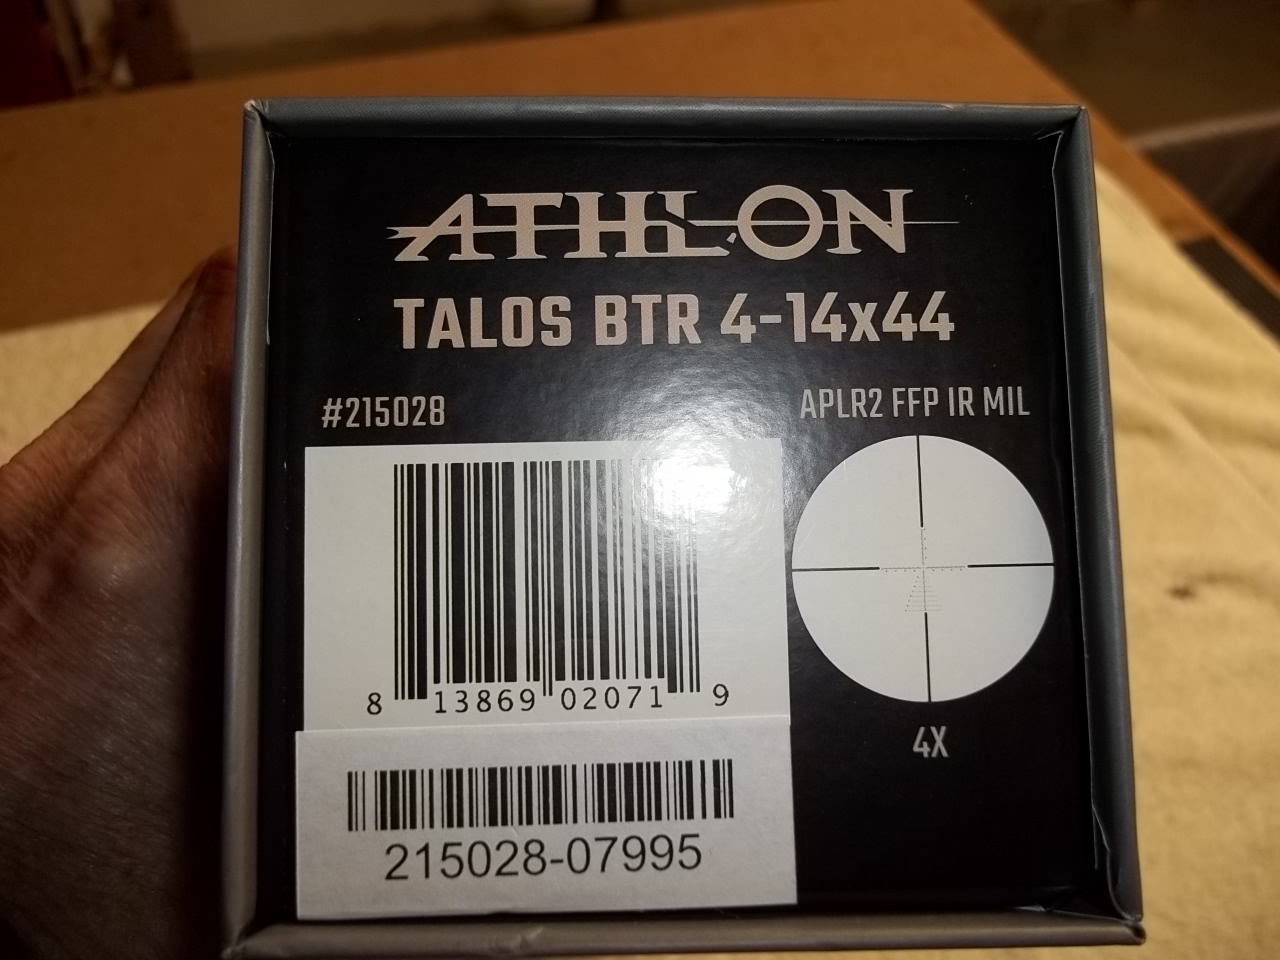 ATHLON
TALOS BTR 4-14x44
#215028
APLR2 FFP IR MIL
8 13869 02071 9
4X
215028-07995